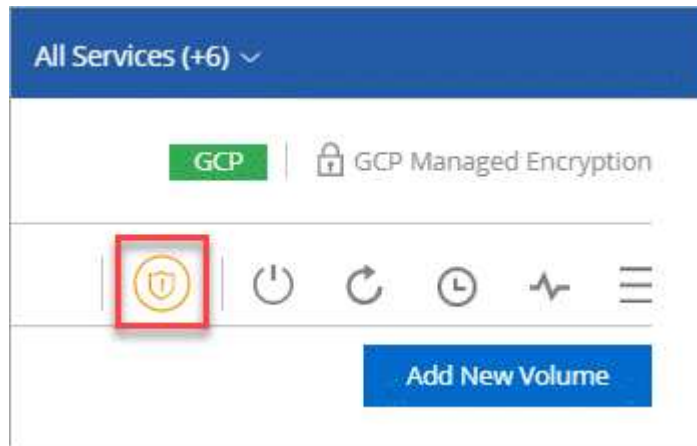 All Services (+6)
GCP
GCP Managed Encryption
Add New Volume